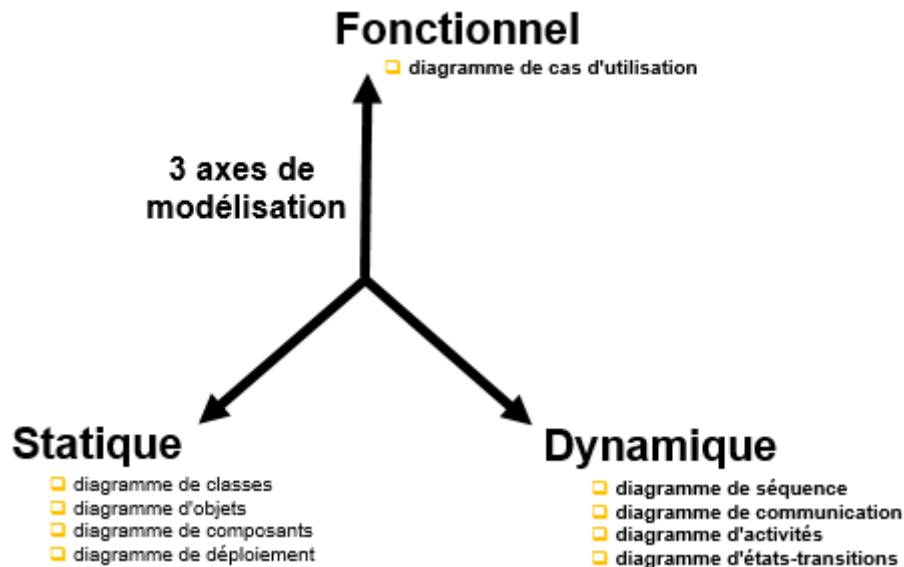 Fonctionnel
diagramme de cas d'utilisation
3 axes de
modélisation
Statique
diagramme de classes
diagramme d'objets
diagramme de composants
diagramme de déploiement
Dynamique
diagramme de séquence
diagramme de communication
diagramme d'activités
diagramme d'états-transitions